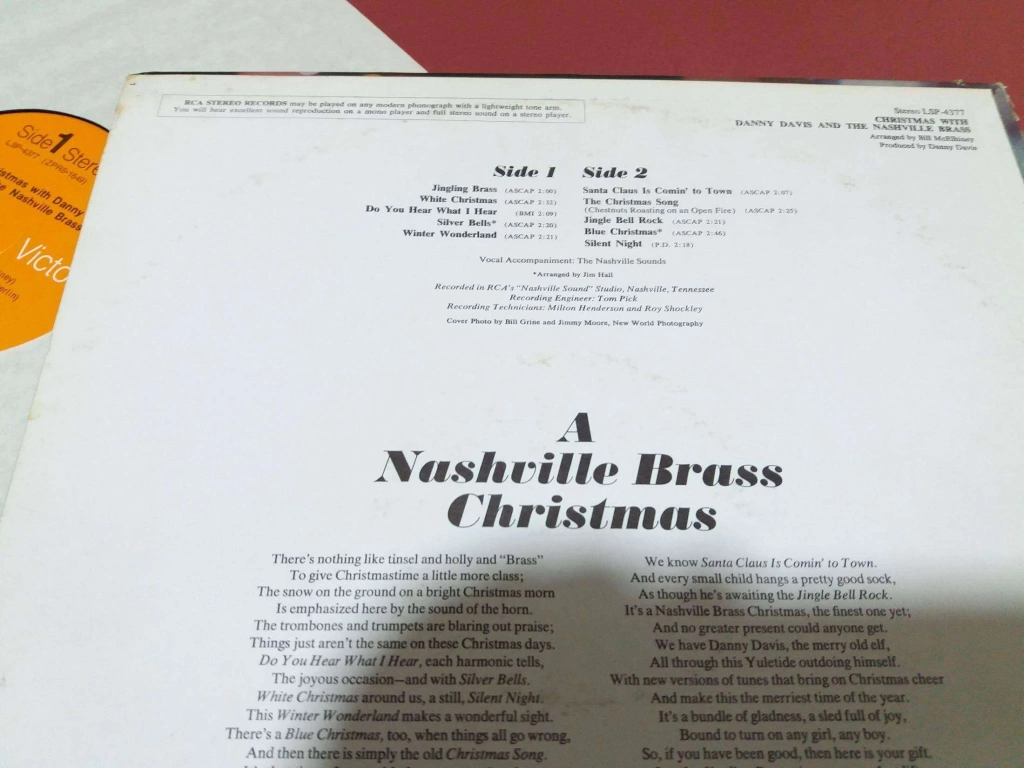 RCA STEREO RECORDS may be played on any modern phonograph with a lightweight tone arm.
You will hear excellent sound reproduction on a mono player and full stereo sound on a stereo player.
Stereo LSP-4377
CHRISTMAS WITH
DANNY DAVIS AND THE NASHVILLE BRASS
Arranged by Bill McElhiney
Produced by Danny Davis
Side 1
Jingling Brass (ASCAP 2:00)
White Christmas (ASCAP 2:32)
Do You Hear What I Hear (BMI 2:09)
Silver Bells* (ASCAP 2:20)
Winter Wonderland (ASCAP 2:21)
Side 2
Santa Claus Is Comin' to Town (ASCAP 2:07)
The Christmas Song
(Chestnuts Roasting on an Open Fire) (ASCAP 2:25)
Jingle Bell Rock (ASCAP 2:21)
Blue Christmas* (ASCAP 2:46)
Silent Night (P.D. 2:18)
Vocal Accompaniment: The Nashville Sounds
*Arranged by Jim Hall
Recorded in RCA's "Nashville Sound" Studio, Nashville, Tennessee
Recording Engineer: Tom Pick
Recording Technicians: Milton Henderson and Roy Shockley
Cover Photo by Bill Grine and Jimmy Moore, New World Photography
A
Nashville Brass
Christmas
There's nothing like tinsel and holly and "Brass"
To give Christmastime a little more class;
The snow on the ground on a bright Christmas morn
Is emphasized here by the sound of the horn.
The trombones and trumpets are blaring out praise;
Things just aren't the same on these Christmas days.
Do You Hear What I Hear, each harmonic tells,
The joyous occasion—and with Silver Bells.
White Christmas around us, a still, Silent Night.
This Winter Wonderland makes a wonderful sight.
There's a Blue Christmas, too, when things all go wrong,
And then there is simply the old Christmas Song.
We know Santa Claus Is Comin' to Town.
And every small child hangs a pretty good sock,
As though he's awaiting the Jingle Bell Rock.
It's a Nashville Brass Christmas, the finest one yet;
And no greater present could anyone get.
We have Danny Davis, the merry old elf,
All through this Yuletide outdoing himself.
With new versions of tunes that bring on Christmas cheer
And make this the merriest time of the year.
It's a bundle of gladness, a sled full of joy,
Bound to turn on any girl, any boy.
So, if you have been good, then here is your gift.
Side 1 Stere
LSP-4377 (ZPRS-1649)
stmas with Danny
e Nashville Brass
Victo
ney)
erlin)